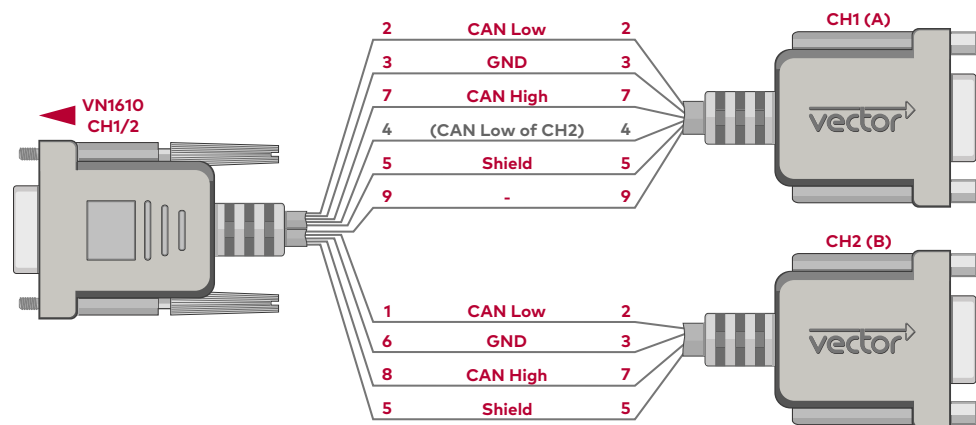 VN1610
CH1/2
2 CAN Low 2
3 GND 3
7 CAN High 7
4 (CAN Low of CH2) 4
5 Shield 5
9 - 9
CH1 (A)
vector
1 CAN Low 2
6 GND 3
8 CAN High 7
5 Shield 5
CH2 (B)
vector